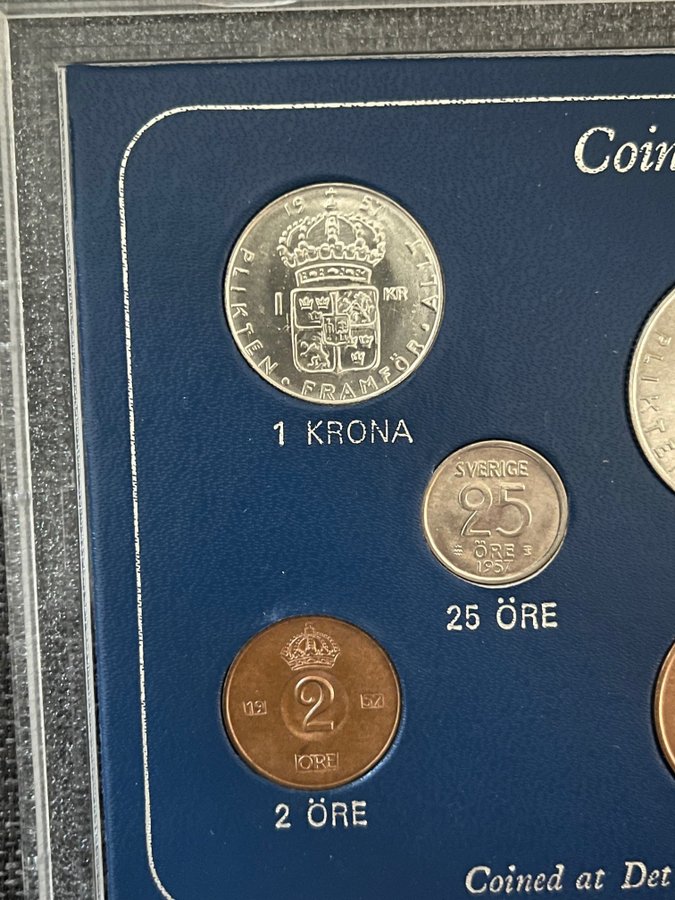 Coin
19 57
PLIKTEN · FRAMFÖR · ALLT
1 KR
1 KRONA
PLIKTE
SVERIGE
25
ÖRE
1957
25 ÖRE
2
19 57
ÖRE
2 ÖRE
Coined at Det